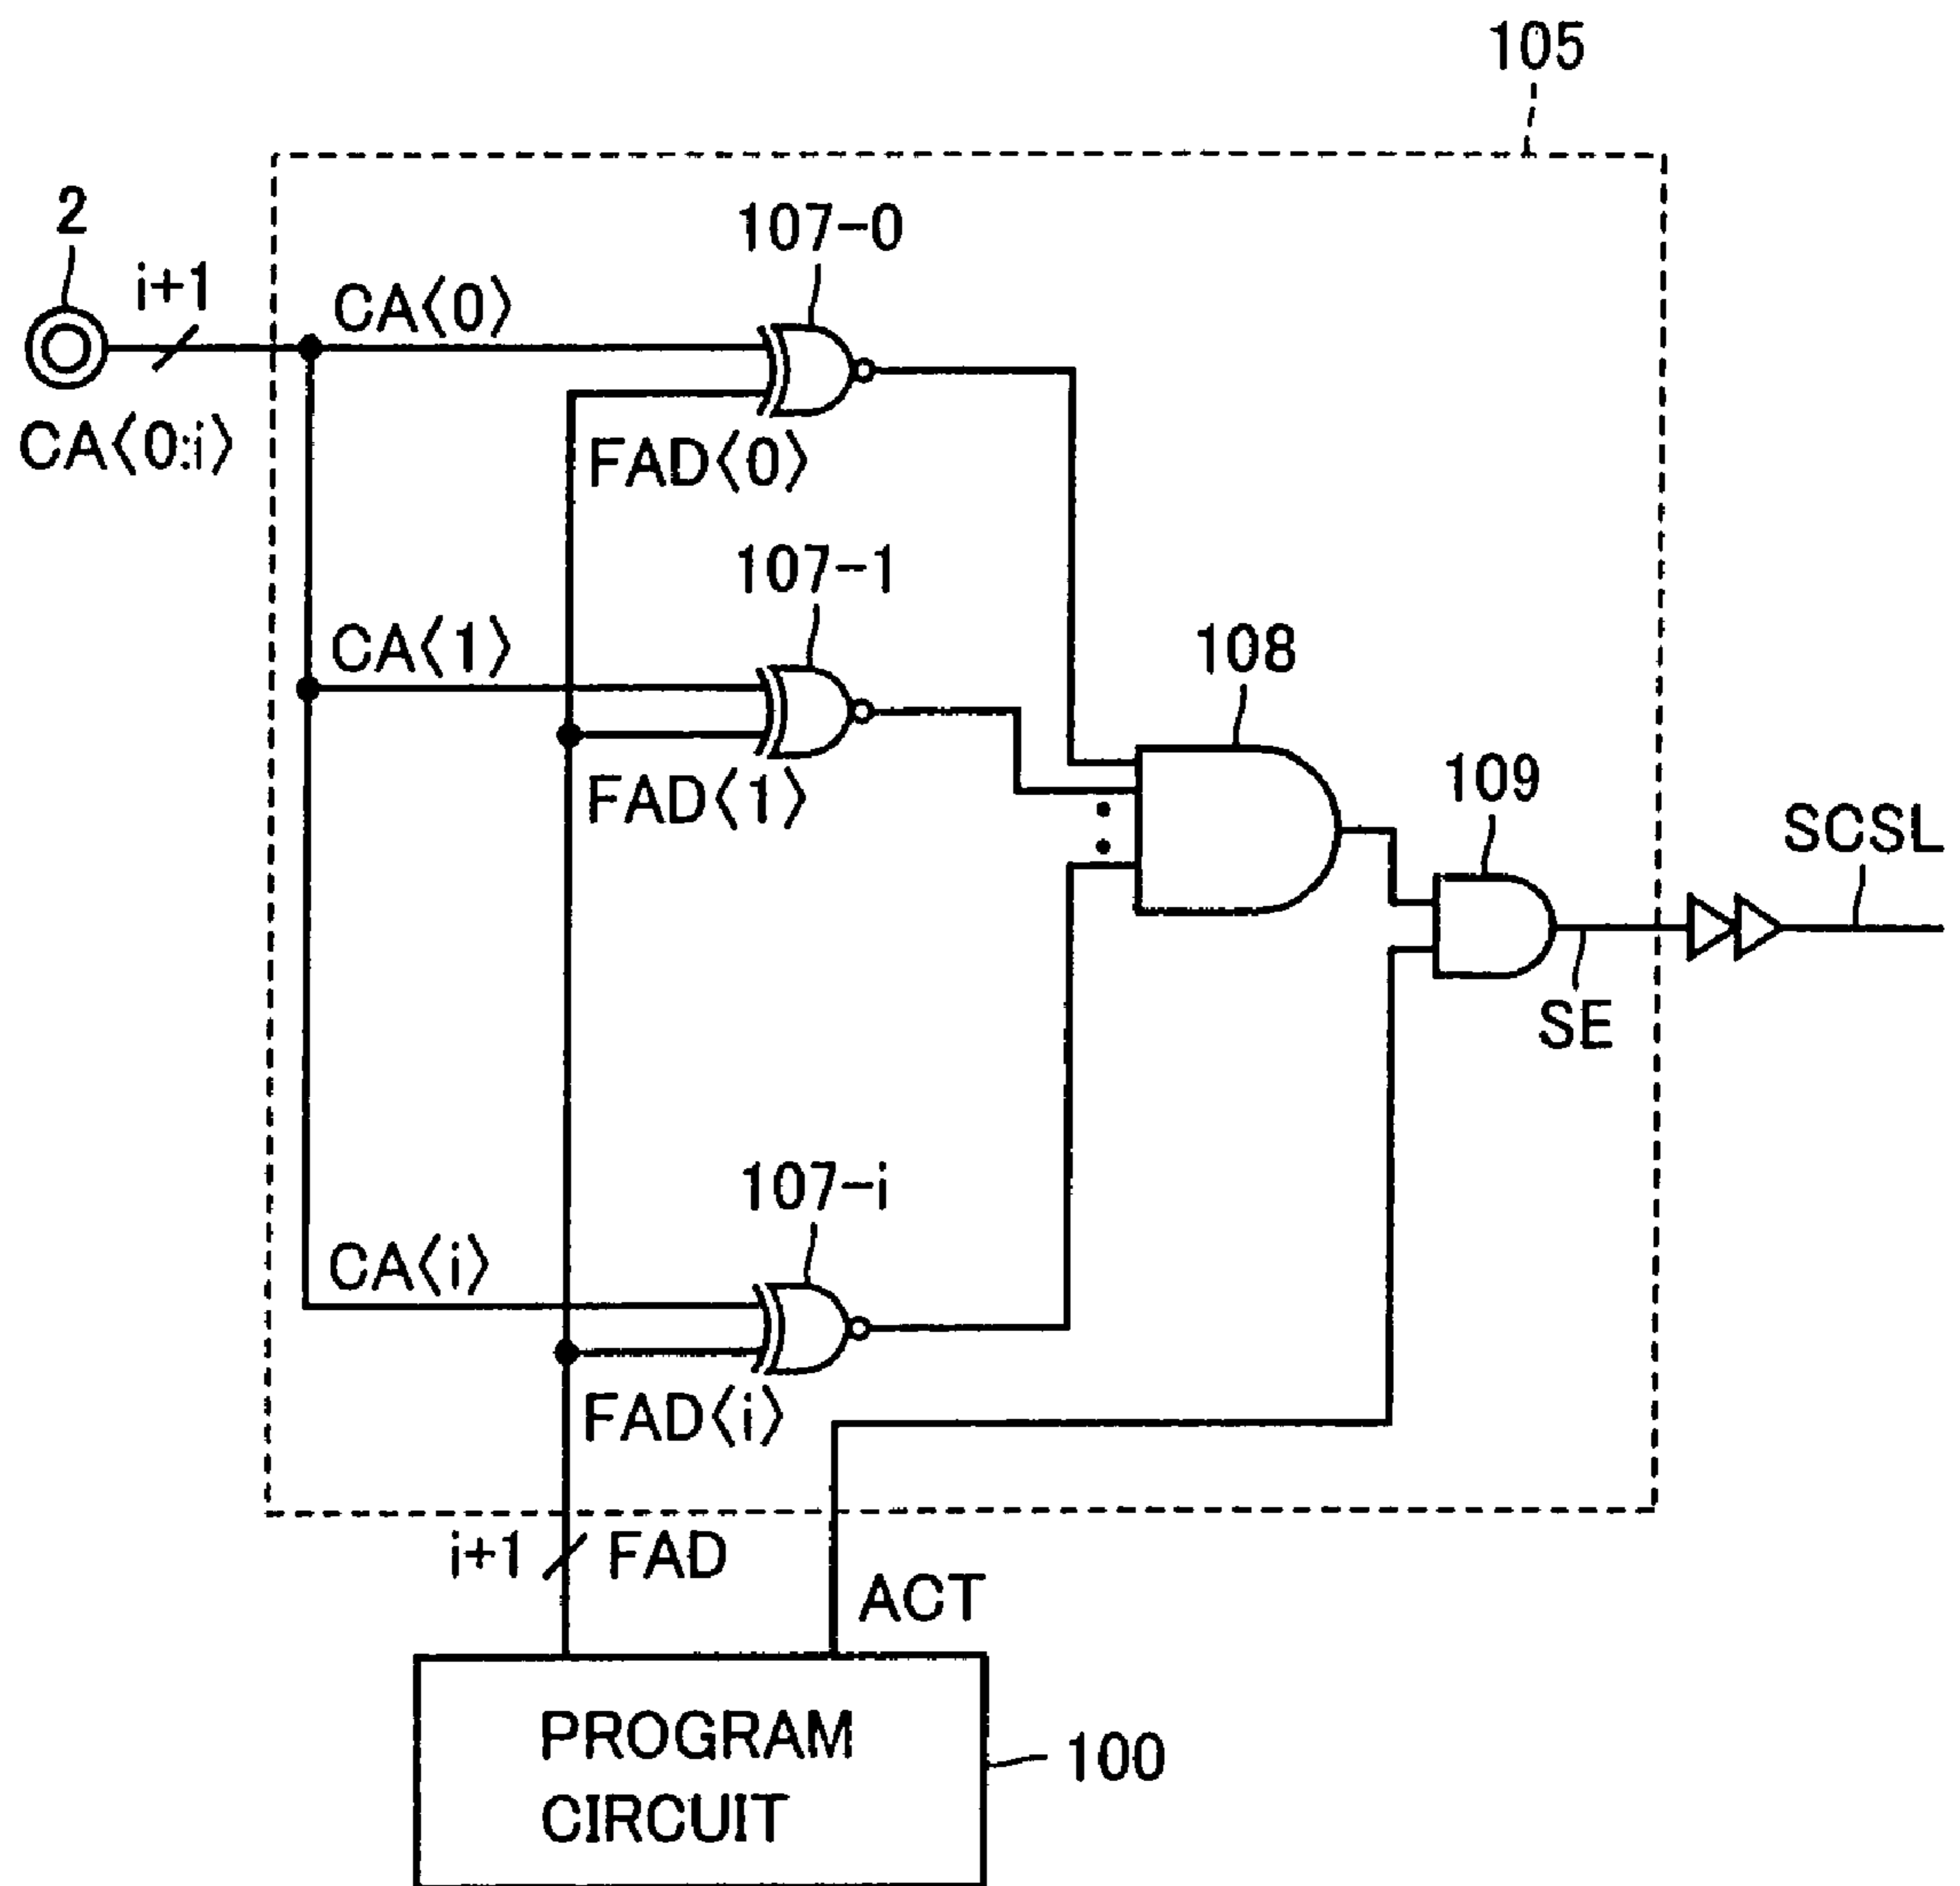 105
2
107-0
i+1
CA⟨0⟩
CA⟨0:i⟩
FAD⟨0⟩
107-1
CA⟨1⟩
108
FAD⟨1⟩
109
SCSL
SE
107-i
CA⟨i⟩
FAD⟨i⟩
i+1
FAD
ACT
PROGRAM
CIRCUIT
100